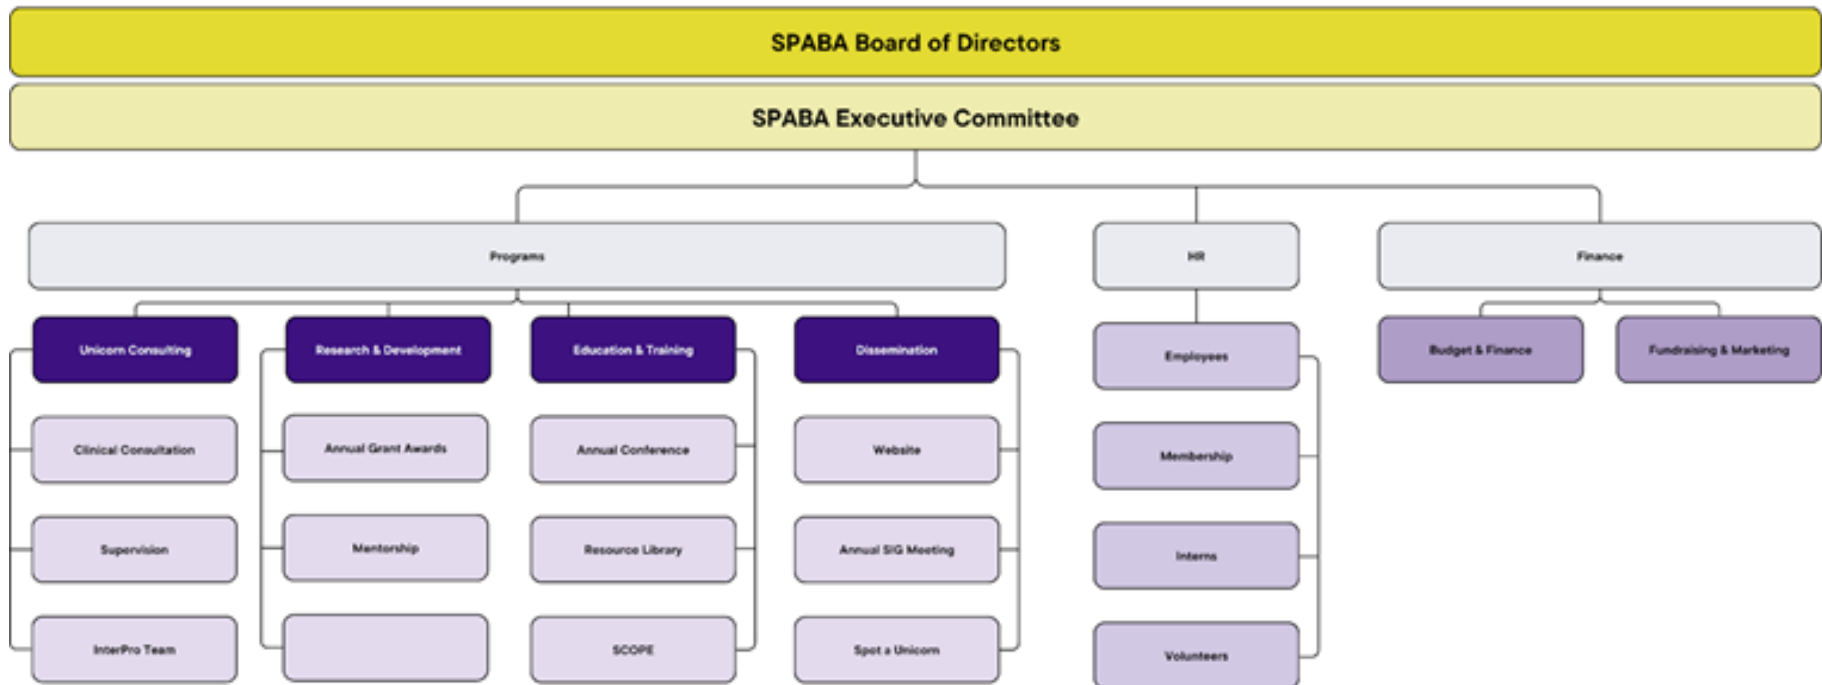 SPABA Board of Directors
SPABA Executive Committee
Programs
HR
Finance
Unicorn Consulting
Research & Development
Education & Training
Dissemination
Employees
Budget & Finance
Fundraising & Marketing
Clinical Consultation
Annual Grant Awards
Annual Conference
Website
Membership
Supervision
Mentorship
Resource Library
Annual SIG Meeting
Interns
InterPro Team
SCOPE
Spot a Unicorn
Volunteers